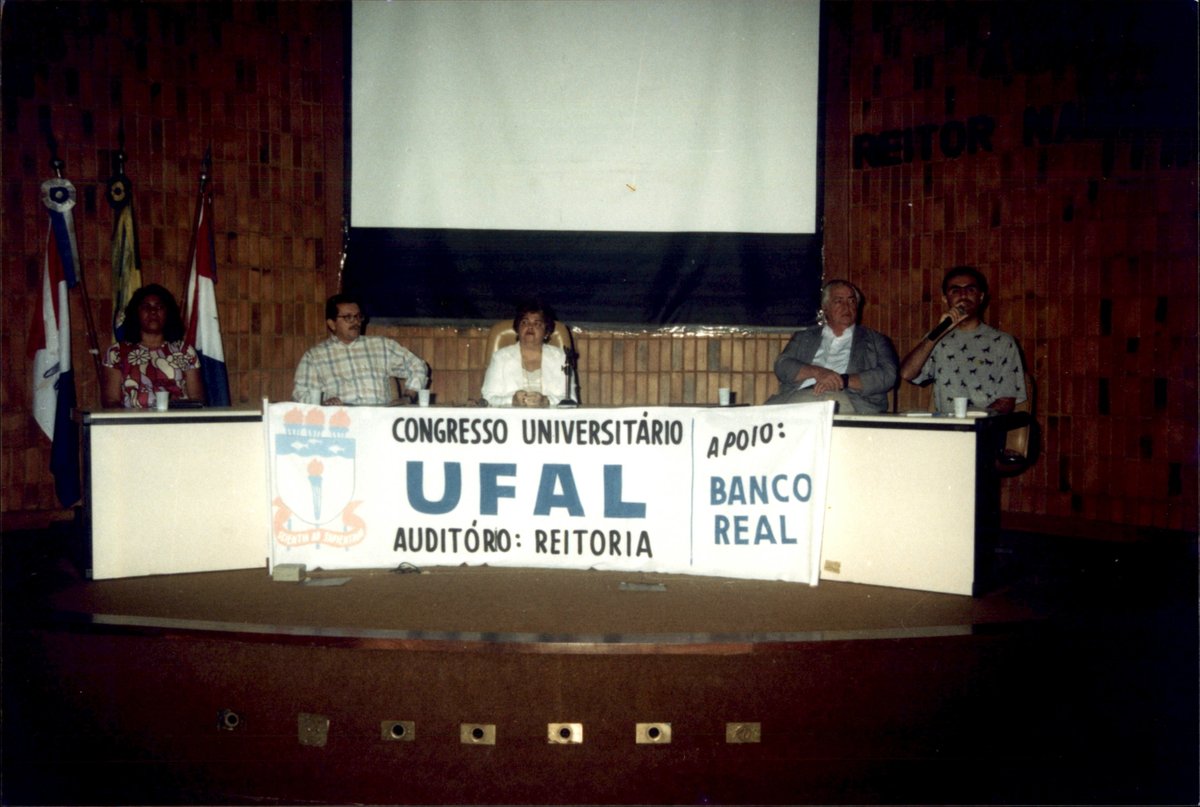 REITOR
CONGRESSO UNIVERSITÁRIO
UFAL
AUDITÓRIO: REITORIA
APOIO:
BANCO
REAL